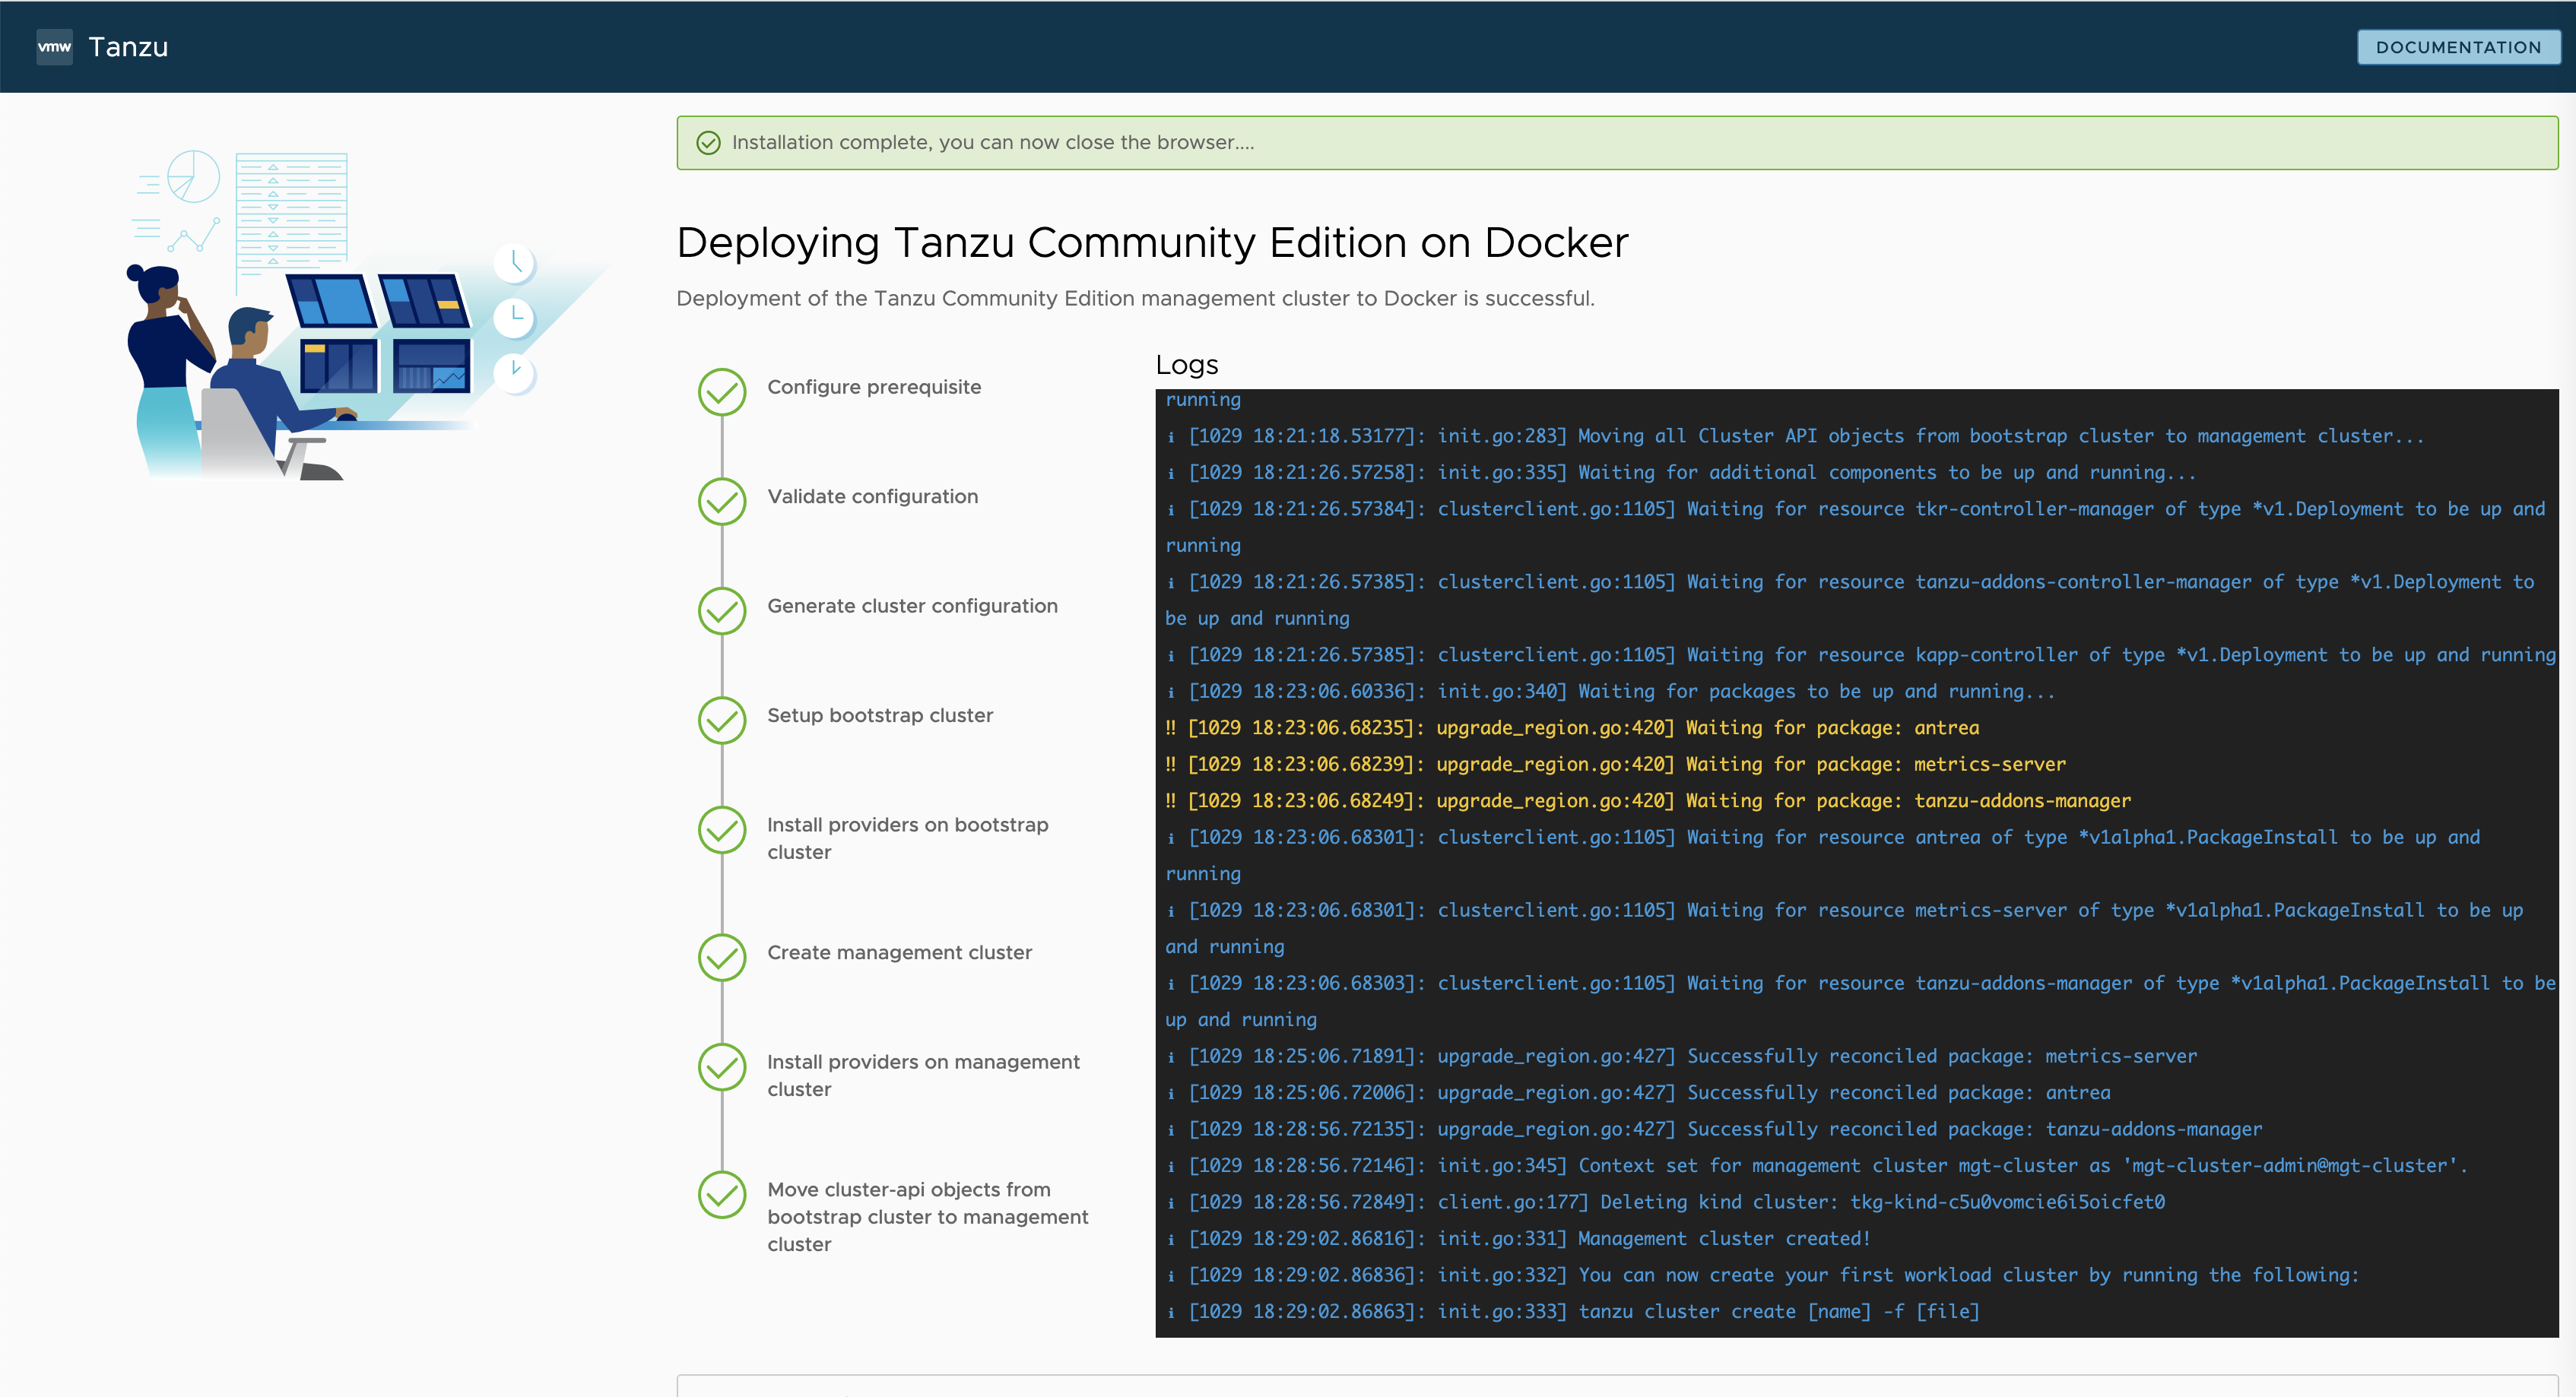 vmw Tanzu
DOCUMENTATION
Installation complete, you can now close the browser....
Deploying Tanzu Community Edition on Docker
Deployment of the Tanzu Community Edition management cluster to Docker is successful.
Configure prerequisite
Validate configuration
Generate cluster configuration
Setup bootstrap cluster
Install providers on bootstrap
cluster
Create management cluster
Install providers on management
cluster
Move cluster-api objects from
bootstrap cluster to management
cluster
Logs
running
ℹ [1029 18:21:18.53177]: init.go:283] Moving all Cluster API objects from bootstrap cluster to management cluster...
ℹ [1029 18:21:26.57258]: init.go:335] Waiting for additional components to be up and running...
ℹ [1029 18:21:26.57384]: clusterclient.go:1105] Waiting for resource tkr-controller-manager of type *v1.Deployment to be up and
running
ℹ [1029 18:21:26.57385]: clusterclient.go:1105] Waiting for resource tanzu-addons-controller-manager of type *v1.Deployment to
be up and running
ℹ [1029 18:21:26.57385]: clusterclient.go:1105] Waiting for resource kapp-controller of type *v1.Deployment to be up and running
ℹ [1029 18:23:06.60336]: init.go:340] Waiting for packages to be up and running...
‼ [1029 18:23:06.68235]: upgrade_region.go:420] Waiting for package: antrea
‼ [1029 18:23:06.68239]: upgrade_region.go:420] Waiting for package: metrics-server
‼ [1029 18:23:06.68249]: upgrade_region.go:420] Waiting for package: tanzu-addons-manager
ℹ [1029 18:23:06.68301]: clusterclient.go:1105] Waiting for resource antrea of type *v1alpha1.PackageInstall to be up and
running
ℹ [1029 18:23:06.68301]: clusterclient.go:1105] Waiting for resource metrics-server of type *v1alpha1.PackageInstall to be up
and running
ℹ [1029 18:23:06.68303]: clusterclient.go:1105] Waiting for resource tanzu-addons-manager of type *v1alpha1.PackageInstall to be
up and running
ℹ [1029 18:25:06.71891]: upgrade_region.go:427] Successfully reconciled package: metrics-server
ℹ [1029 18:25:06.72006]: upgrade_region.go:427] Successfully reconciled package: antrea
ℹ [1029 18:28:56.72135]: upgrade_region.go:427] Successfully reconciled package: tanzu-addons-manager
ℹ [1029 18:28:56.72146]: init.go:345] Context set for management cluster mgt-cluster as 'mgt-cluster-admin@mgt-cluster'.
ℹ [1029 18:28:56.72849]: client.go:177] Deleting kind cluster: tkg-kind-c5u0vomcie6i5oicfet0
ℹ [1029 18:29:02.86816]: init.go:331] Management cluster created!
ℹ [1029 18:29:02.86836]: init.go:332] You can now create your first workload cluster by running the following:
ℹ [1029 18:29:02.86863]: init.go:333] tanzu cluster create [name] -f [file]